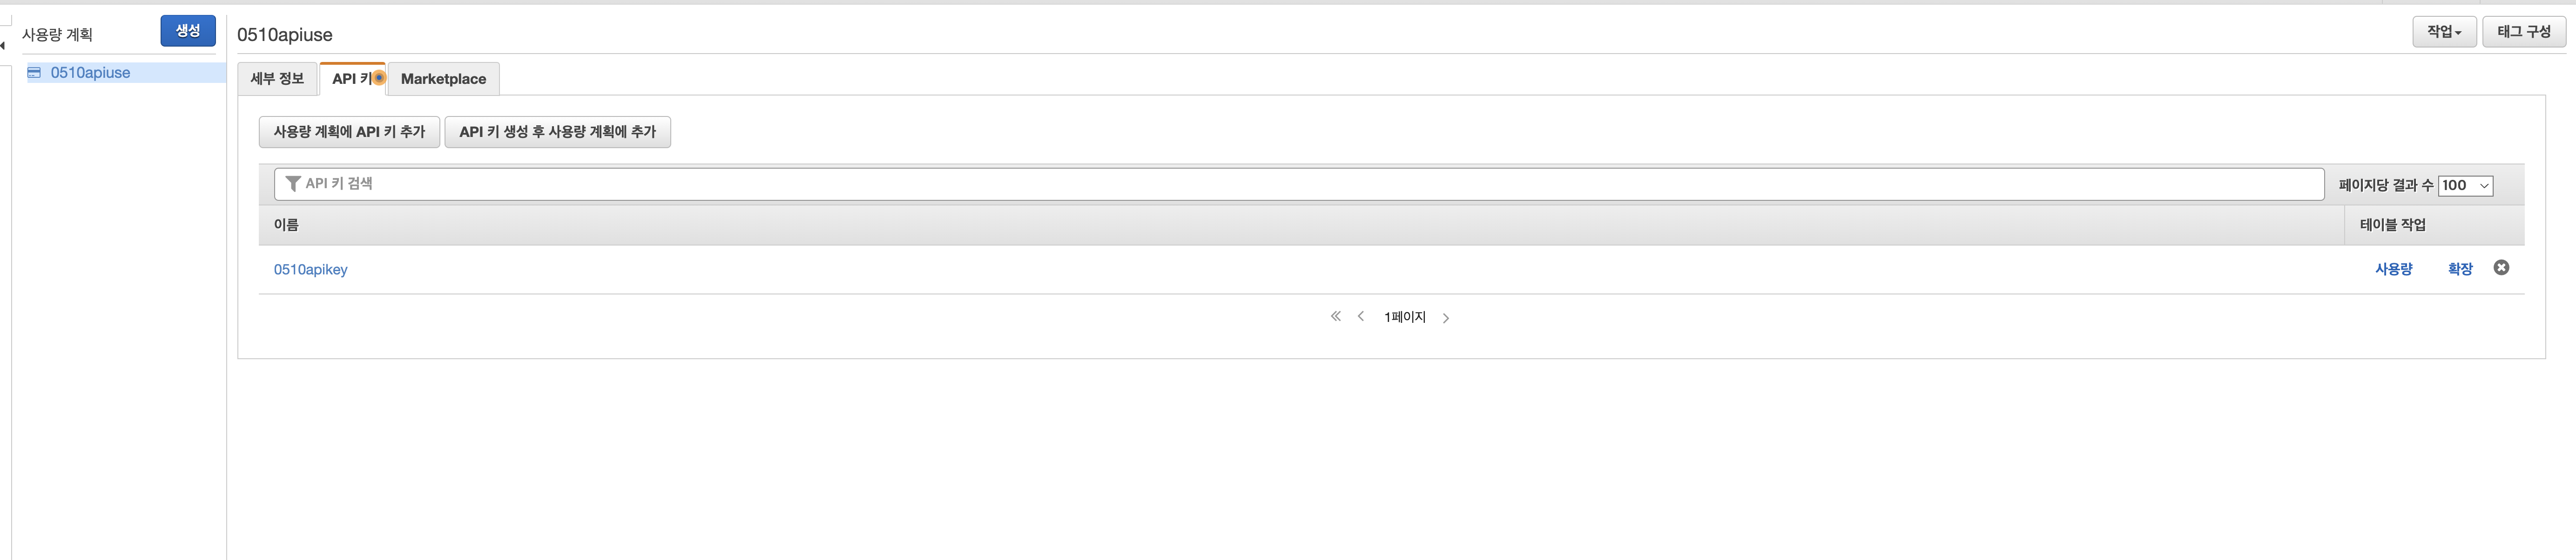 사용량 계획
생성
0510apiuse
0510apiuse
작업
태그 구성
세부 정보
API 키
Marketplace
사용량 계획에 API 키 추가
API 키 생성 후 사용량 계획에 추가
API 키 검색
페이지당 결과 수 100
이름
테이블 작업
0510apikey
사용량
확장
1페이지